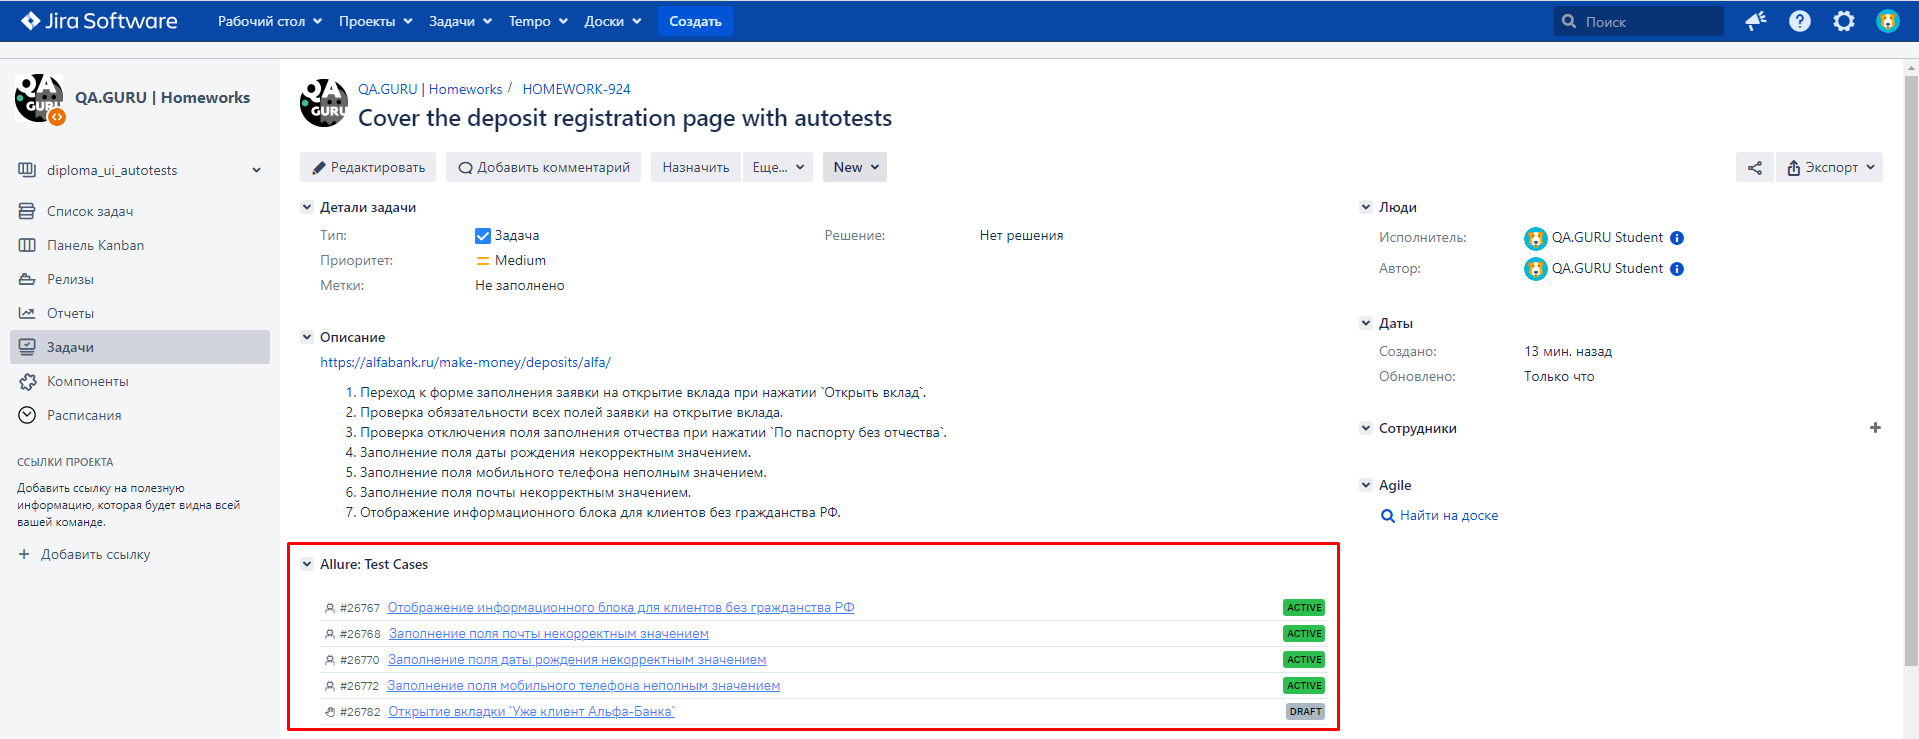 Jira Software
Рабочий стол
Проекты
Задачи
Tempo
Доски
Создать
Поиск
QA GURU
QA.GURU | Homeworks
diploma_ui_autotests
Список задач
Панель Kanban
Релизы
Отчеты
Задачи
Компоненты
Расписания
ССЫЛКИ ПРОЕКТА
Добавить ссылку на полезную
информацию, которая будет видна всей
вашей команде.
+ Добавить ссылку
QA GURU
QA.GURU | Homeworks / HOMEWORK-924
Cover the deposit registration page with autotests
Редактировать
Добавить комментарий
Назначить
Еще...
New
Экспорт
Детали задачи
Тип: Задача
Решение: Нет решения
Приоритет: Medium
Метки: Не заполнено
Описание
https://alfabank.ru/make-money/deposits/alfa/
1. Переход к форме заполнения заявки на открытие вклада при нажатии `Открыть вклад`.
2. Проверка обязательности всех полей заявки на открытие вклада.
3. Проверка отключения поля заполнения отчества при нажатии `По паспорту без отчества`.
4. Заполнение поля даты рождения некорректным значением.
5. Заполнение поля мобильного телефона неполным значением.
6. Заполнение поля почты некорректным значением.
7. Отображение информационного блока для клиентов без гражданства РФ.
Allure: Test Cases
#26767 Отображение информационного блока для клиентов без гражданства РФ ACTIVE
#26768 Заполнение поля почты некорректным значением ACTIVE
#26770 Заполнение поля даты рождения некорректным значением ACTIVE
#26772 Заполнение поля мобильного телефона неполным значением ACTIVE
#26782 Открытие вкладки `Уже клиент Альфа-Банка` DRAFT
Люди
Исполнитель: QA.GURU Student
Автор: QA.GURU Student
Даты
Создано: 13 мин. назад
Обновлено: Только что
Сотрудники
Agile
Найти на доске